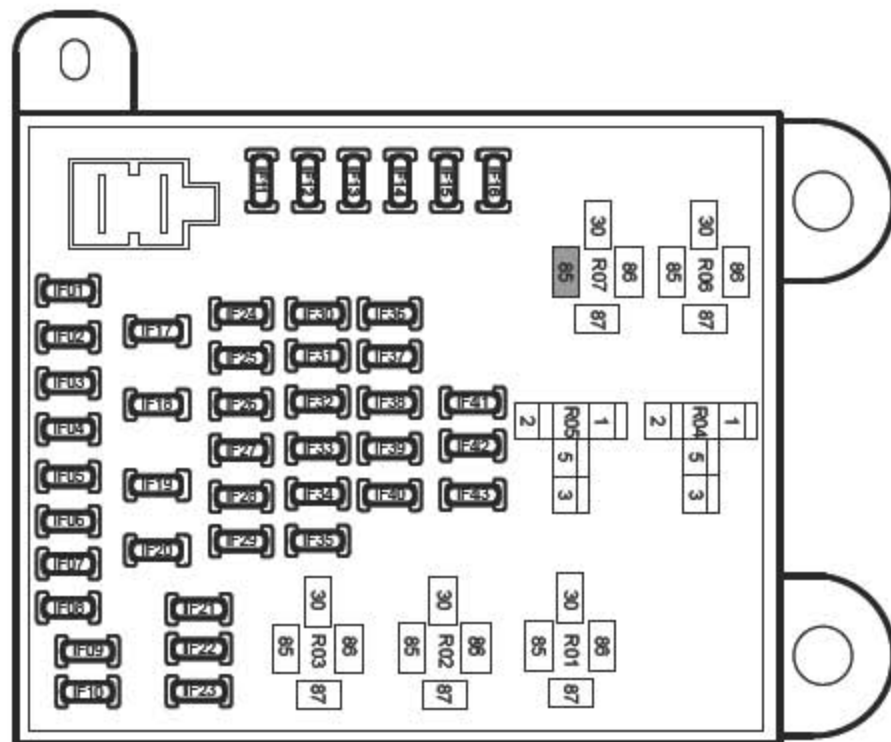 IF11 IF12 IF13 IF14 IF15 IF16
30 85 R07 86 87
30 85 R06 86 87
IF01
IF02
IF03
IF04
IF05
IF06
IF07
IF08
IF09
IF10
IF17
IF18
IF19
IF20
IF21
IF22
IF23
IF24
IF25
IF26
IF27
IF28
IF29
IF30
IF31
IF32
IF33
IF34
IF35
IF36
IF37
IF38
IF39
IF40
IF41
IF42
IF43
2 R05 1
5
3
2 R04 1
5
3
30 85 R03 86 87
30 85 R02 86 87
30 85 R01 86 87